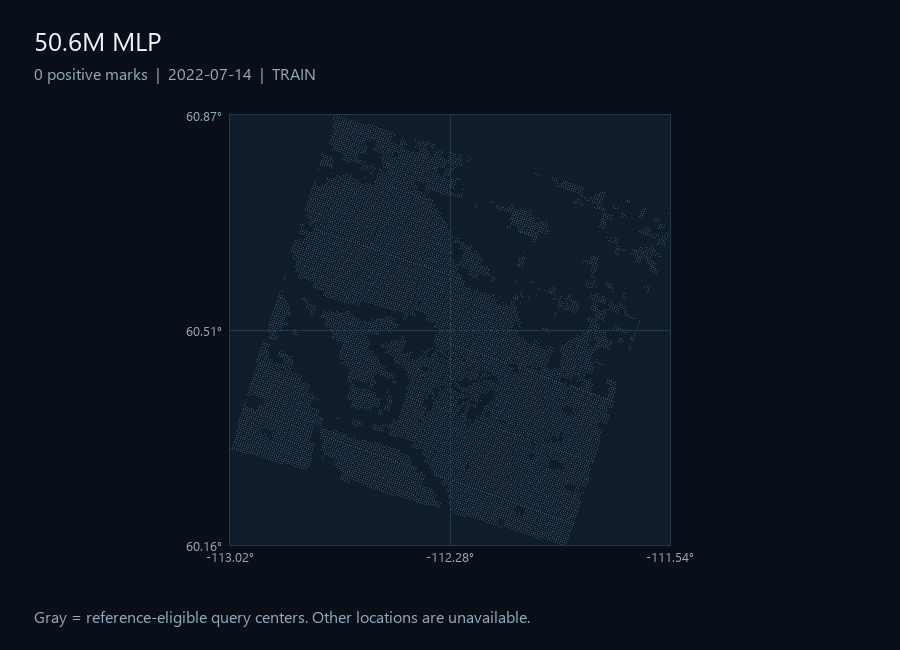 50.6M MLP
0 positive marks | 2022-07-14 | TRAIN
60.87°
60.51°
60.16°
-113.02°
-112.28°
-111.54°
Gray = reference-eligible query centers. Other locations are unavailable.